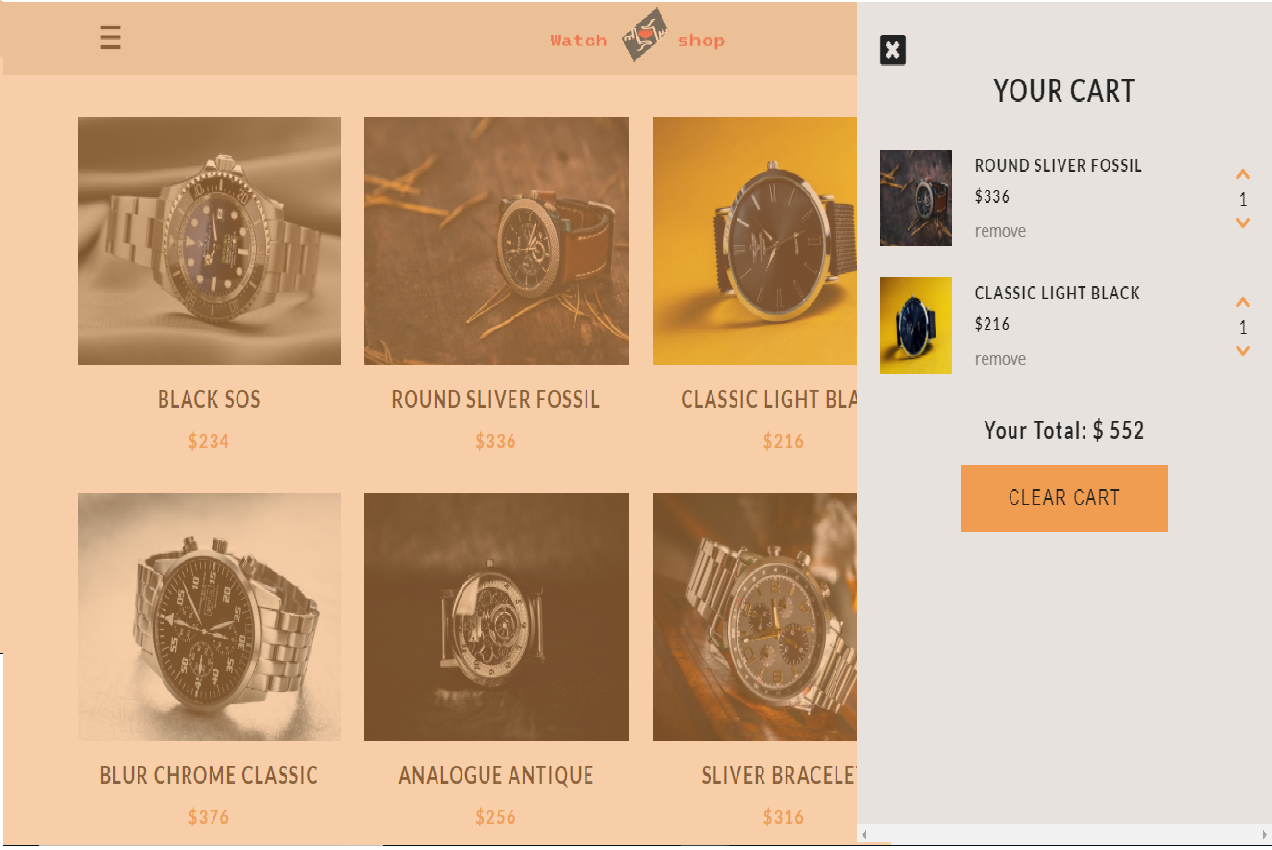 Watch shop
YOUR CART
ROUND SLIVER FOSSIL
$336
remove
1
CLASSIC LIGHT BLACK
$216
remove
1
Your Total: $ 552
CLEAR CART
BLACK SOS
ROUND SLIVER FOSSIL
CLASSIC LIGHT BLA
$234
$336
$216
BLUR CHROME CLASSIC
ANALOGUE ANTIQUE
SLIVER BRACELET
$376
$256
$316